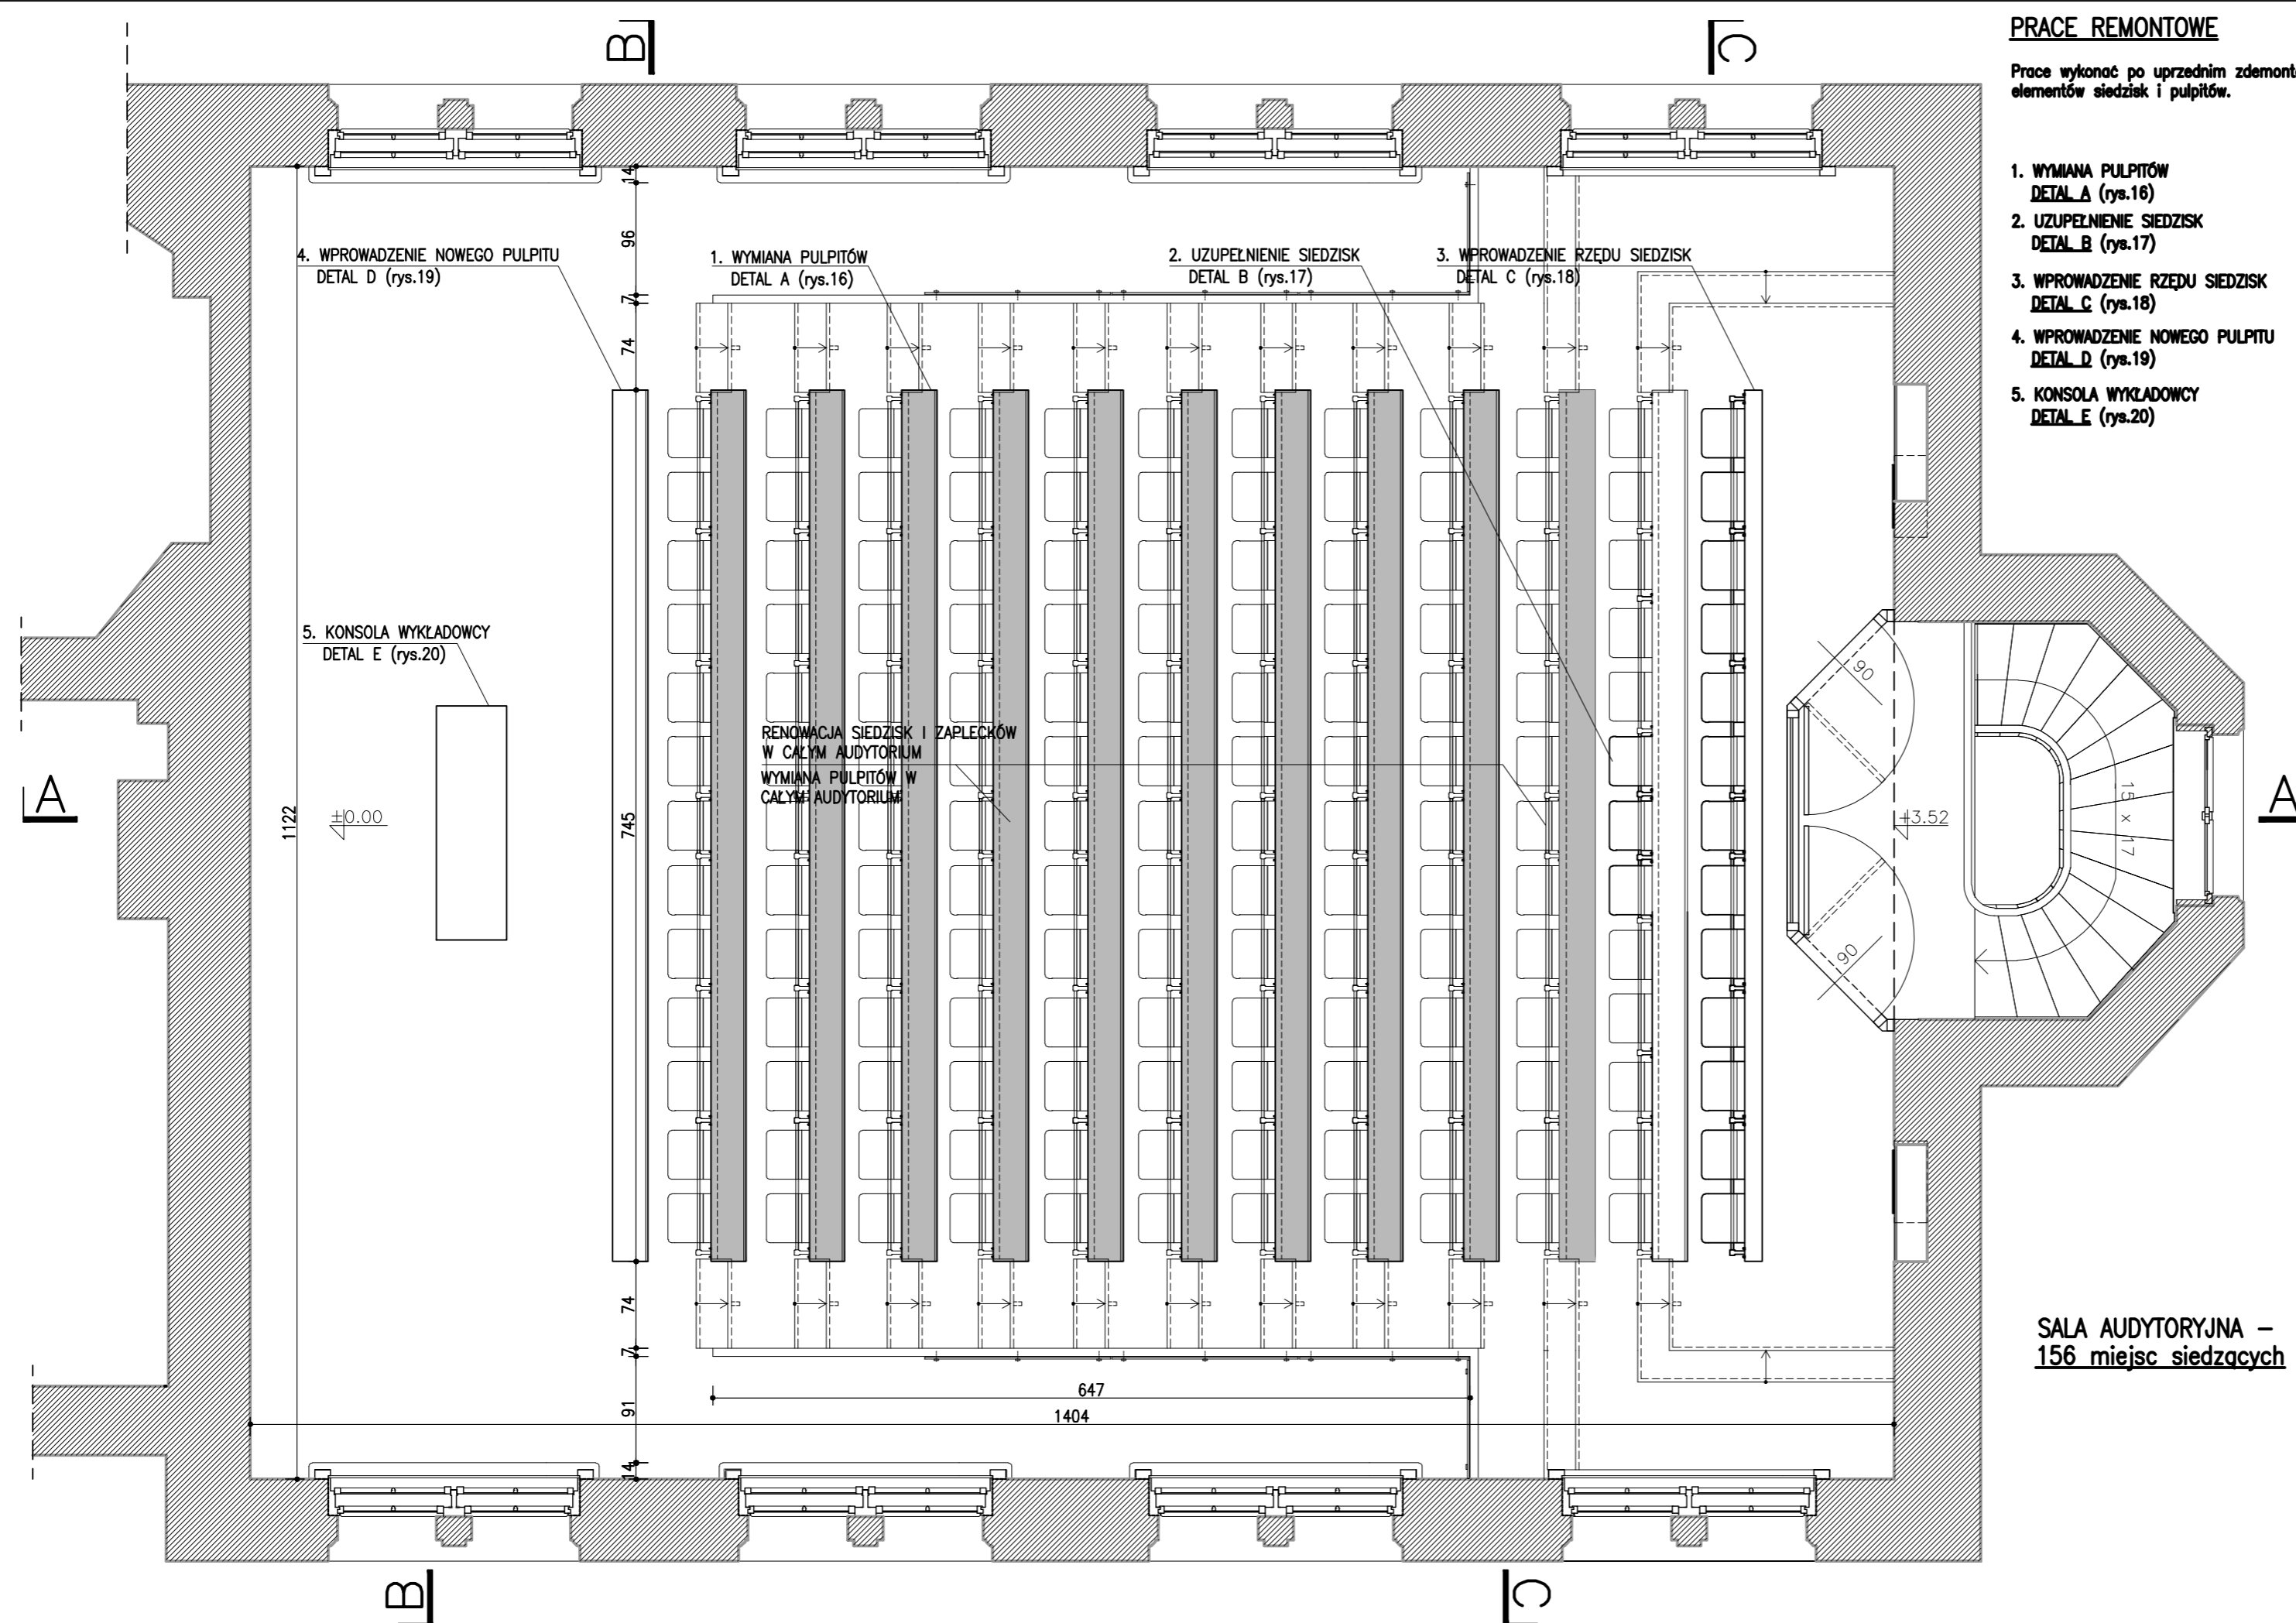 B
C
PRACE REMONTOWE
Prace wykonać po uprzednim zdemont
elementów siedzisk i pulpitów.
1. WYMIANA PULPITÓW
DETAL A (rys.16)
2. UZUPEŁNIENIE SIEDZISK
DETAL B (rys.17)
3. WPROWADZENIE RZĘDU SIEDZISK
DETAL C (rys.18)
4. WPROWADZENIE NOWEGO PULPITU
DETAL D (rys.19)
5. KONSOLA WYKŁADOWCY
DETAL E (rys.20)
14
96
7
74
4. WPROWADZENIE NOWEGO PULPITU
DETAL D (rys.19)
1. WYMIANA PULPITÓW
DETAL A (rys.16)
2. UZUPEŁNIENIE SIEDZISK
DETAL B (rys.17)
3. WPROWADZENIE RZĘDU SIEDZISK
DETAL C (rys.18)
5. KONSOLA WYKŁADOWCY
DETAL E (rys.20)
RENOWACJA SIEDZISK I ZAPLECKÓW
W CAŁYM AUDYTORIUM
WYMIANA PULPITÓW W
CAŁYM AUDYTORIUM
90
A
1122
±0.00
745
+3.52
15 x 17
A
90
74
7
91
14
647
1404
SALA AUDYTORYJNA –
156 miejsc siedzących
B
C